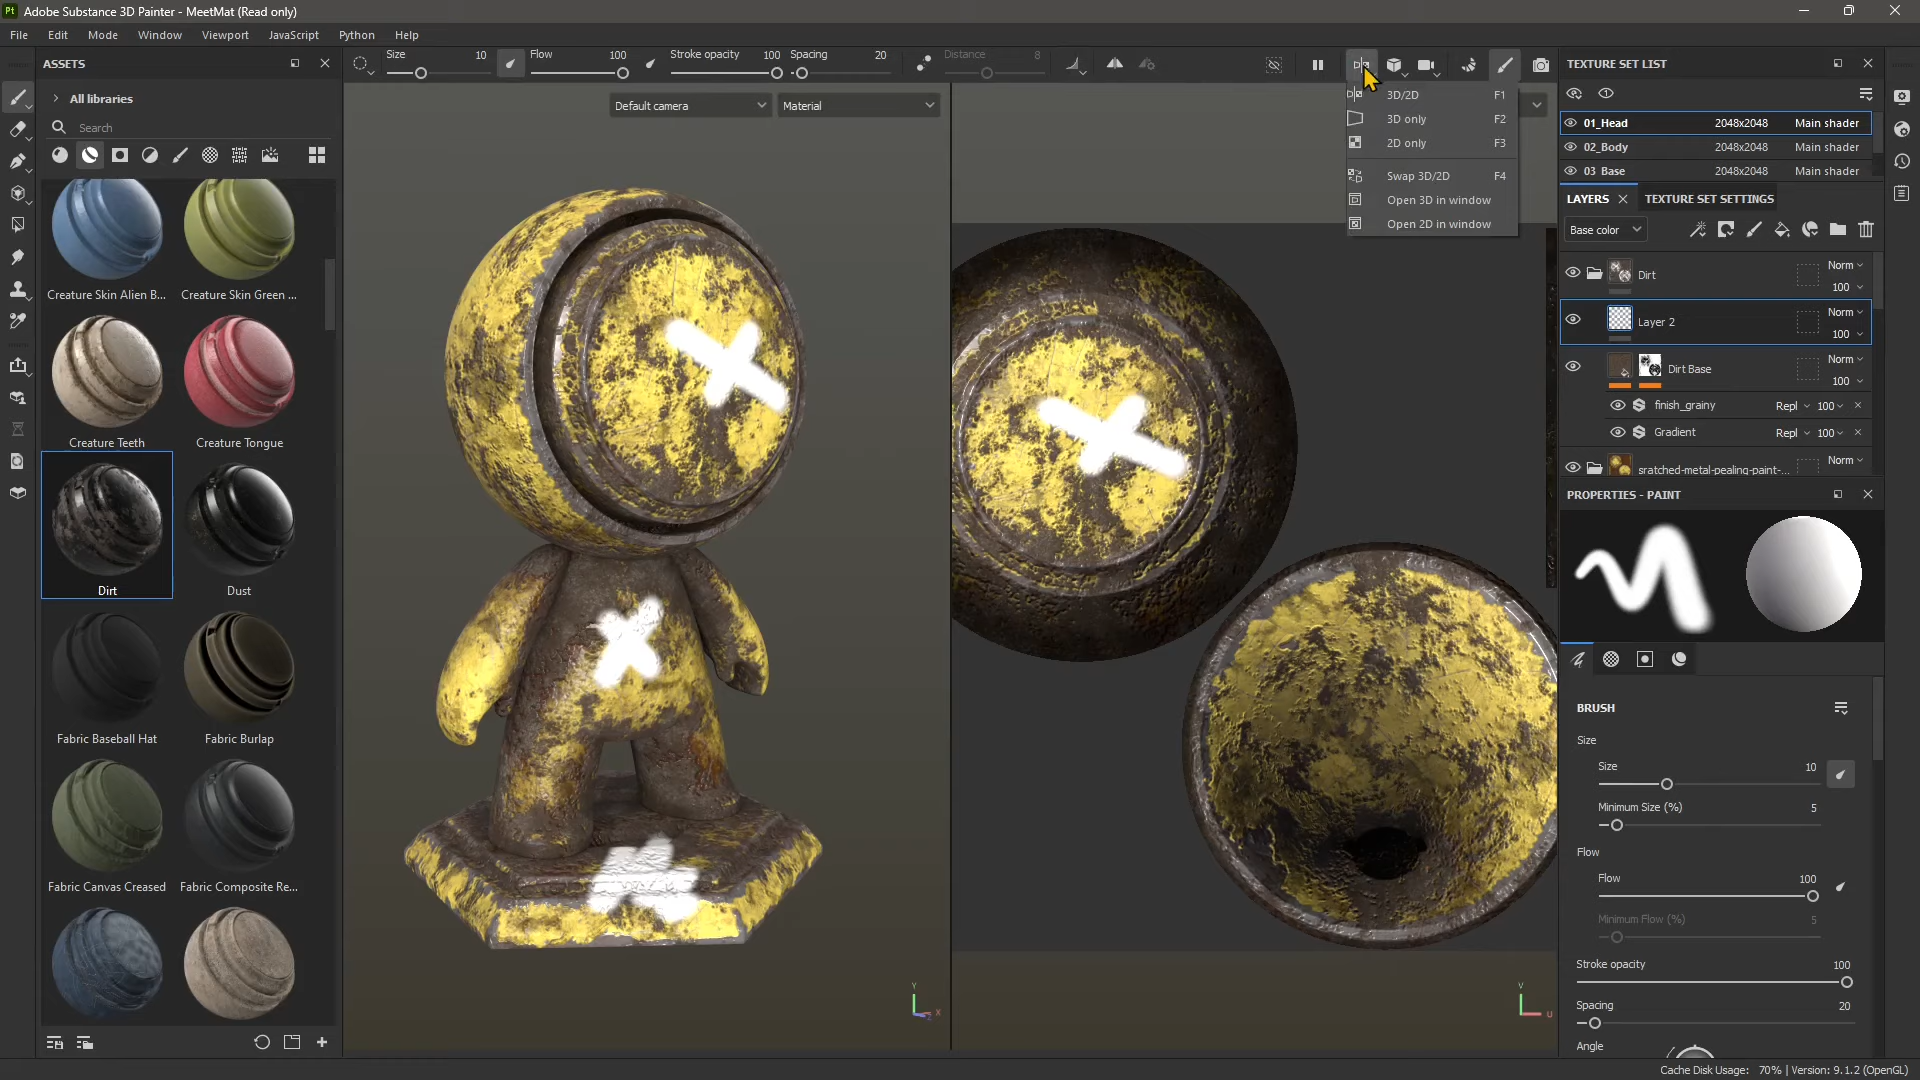 Pt Adobe Substance 3D Painter - MeetMat (Read only)
File Edit Mode Window Viewport JavaScript Python Help
ASSETS
Size 10 Flow 100 Stroke opacity 100 Spacing 20 Distance 8
All libraries
Search
Creature Skin Alien B... Creature Skin Green ...
Creature Teeth Creature Tongue
Dirt Dust
Fabric Baseball Hat Fabric Burlap
Fabric Canvas Creased Fabric Composite Re...
Default camera Material
3D/2D F1
3D only F2
2D only F3
Swap 3D/2D F4
Open 3D in window
Open 2D in window
Y
X
Z
V
U
TEXTURE SET LIST
01_Head 2048x2048 Main shader
02_Body 2048x2048 Main shader
03 Base 2048x2048 Main shader
LAYERS TEXTURE SET SETTINGS
Base color
Dirt Norm 100
Layer 2 Norm 100
Dirt Base Norm 100
finish_grainy Repl 100
Gradient Repl 100
sratched-metal-pealing-paint-... Norm
PROPERTIES - PAINT
BRUSH
Size
Size 10
Minimum Size (%) 5
Flow
Flow 100
Minimum Flow (%) 5
Stroke opacity 100
Spacing 20
Angle
Cache Disk Usage: 70% | Version: 9.1.2 (OpenGL)